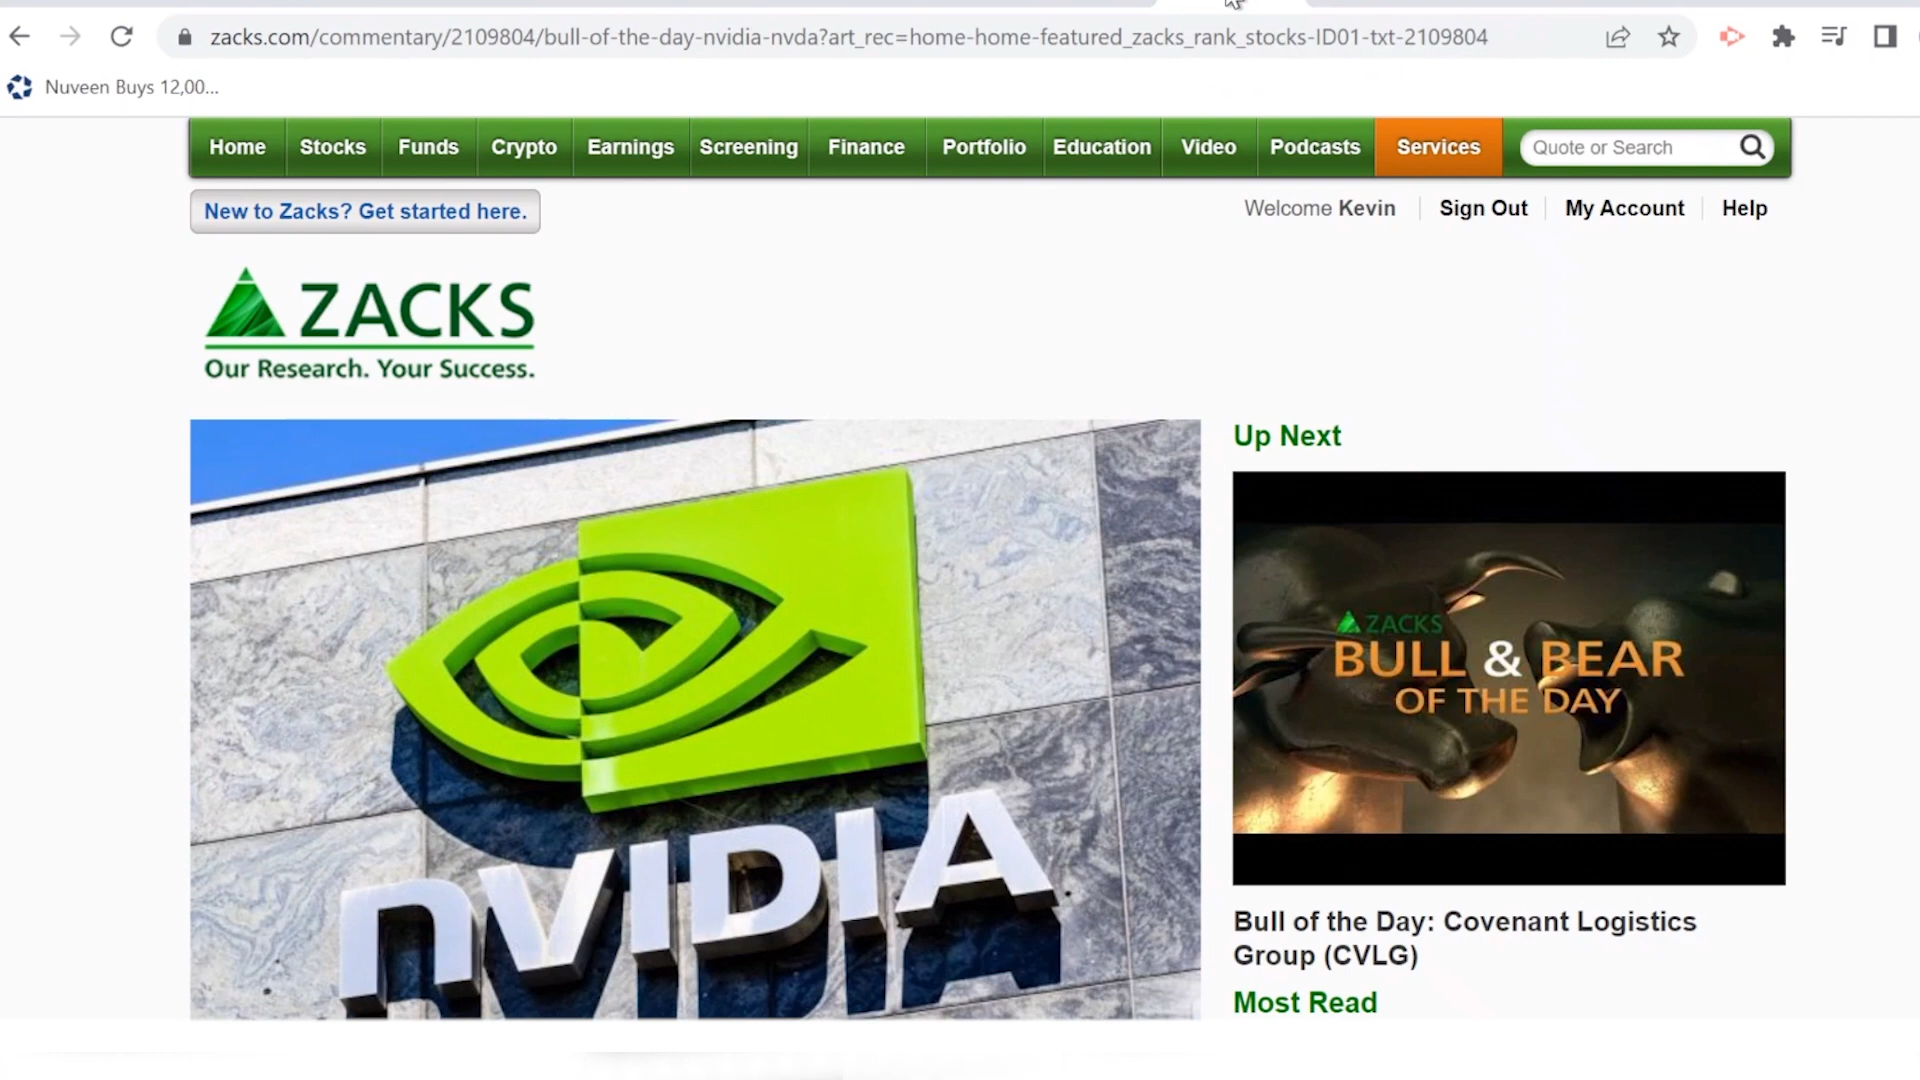 zacks.com/commentary/2109804/bull-of-the-day-nvidia-nvda?art_rec=home-home-featured_zacks_rank_stocks-ID01-txt-2109804
Nuveen Buys 12,00...
Home Stocks Funds Crypto Earnings Screening Finance Portfolio Education Video Podcasts Services Quote or Search
New to Zacks? Get started here.
Welcome Kevin Sign Out My Account Help
ZACKS
Our Research. Your Success.
nVIDIA
Up Next
ZACKS
BULL & BEAR
OF THE DAY
Bull of the Day: Covenant Logistics
Group (CVLG)
Most Read